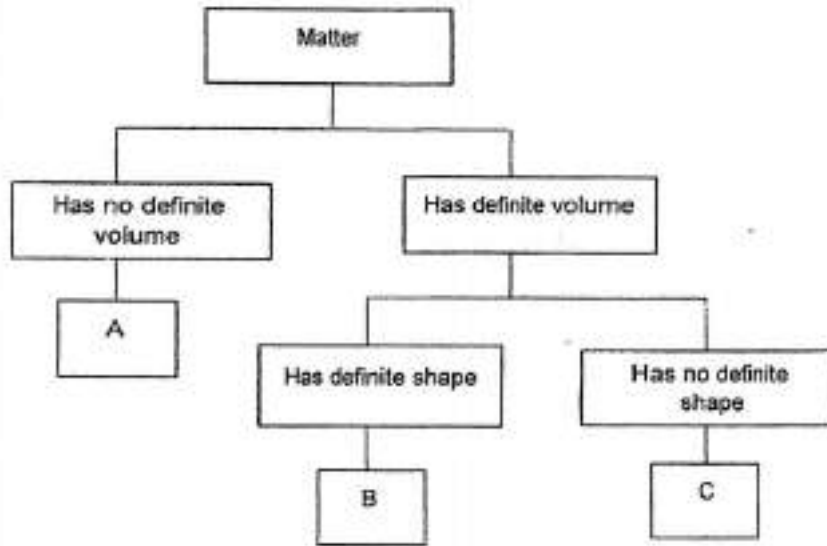 Matter
Has no definite
volume
Has definite volume
A
Has definite shape
Has no definite
shape
B
C